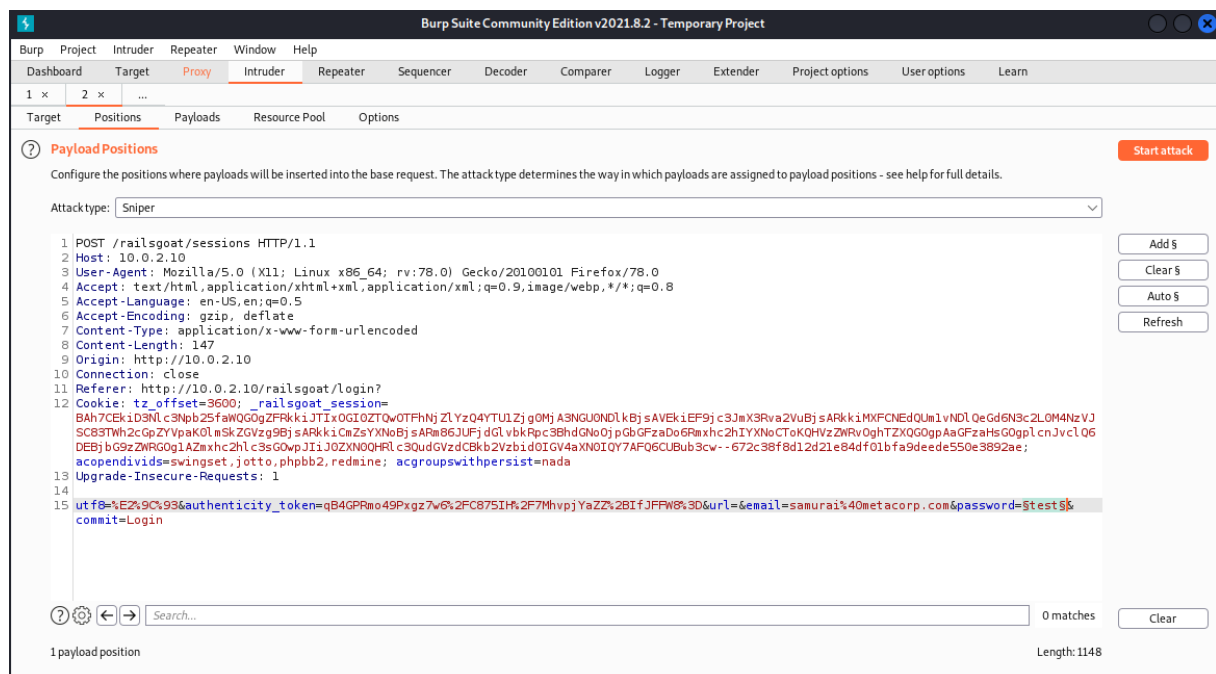 Burp Suite Community Edition v2021.8.2 - Temporary Project
Burp Project Intruder Repeater Window Help
Dashboard Target Proxy Intruder Repeater Sequencer Decoder Comparer Logger Extender Project options User options Learn
1 × 2 × ...
Target Positions Payloads Resource Pool Options
? Payload Positions
Start attack
Configure the positions where payloads will be inserted into the base request. The attack type determines the way in which payloads are assigned to payload positions - see help for full details.
Attack type: Sniper
1 POST /railsgoat/sessions HTTP/1.1
2 Host: 10.0.2.10
3 User-Agent: Mozilla/5.0 (X11; Linux x86_64; rv:78.0) Gecko/20100101 Firefox/78.0
4 Accept: text/html,application/xhtml+xml,application/xml;q=0.9,image/webp,*/*;q=0.8
5 Accept-Language: en-US,en;q=0.5
6 Accept-Encoding: gzip, deflate
7 Content-Type: application/x-www-form-urlencoded
8 Content-Length: 147
9 Origin: http://10.0.2.10
10 Connection: close
11 Referer: http://10.0.2.10/railsgoat/login?
12 Cookie: tz_offset=3600; _railsgoat_session=
acopendivids=swingset,jotto,phpbb2,redmine; acgroupswithpersist=nada
13 Upgrade-Insecure-Requests: 1
14
15 utf8=%E2%9C%93&authenticity_token=qB4GPRmo49Pxgz7w6%2FC875IH%2F7MhvpjYaZZ%2BIfJFFW8%3D&url=&email=samurai%40metacorp.com&password=§test§&
commit=Login
Add §
Clear §
Auto §
Refresh
? Search... 0 matches Clear
1 payload position Length: 1148